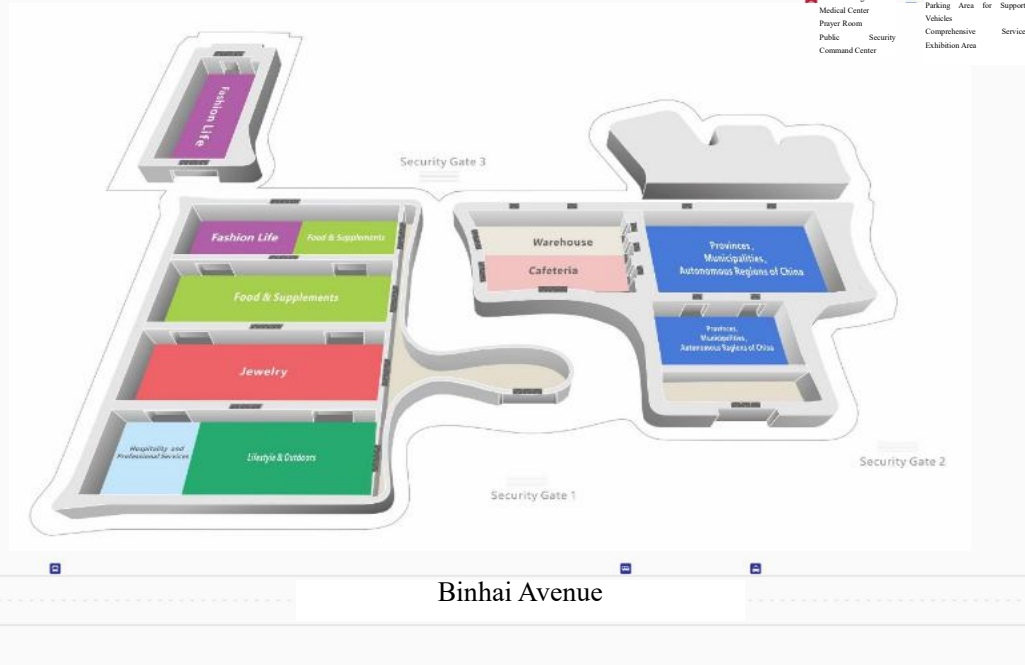 Medical Center
Prayer Room
Public Security
Command Center
Parking Area for Support
Vehicles
Comprehensive Service
Exhibition Area
Fashion Life
Security Gate 3
Fashion Life
Food & Supplements
Warehouse
Cafeteria
Provinces,
Municipalities,
Autonomous Regions of China
Food & Supplements
Provinces,
Municipalities,
Autonomous Regions of China
Jewelry
Hospitality and
Professional Services
Lifestyle & Outdoors
Security Gate 2
Security Gate 1
Binhai Avenue